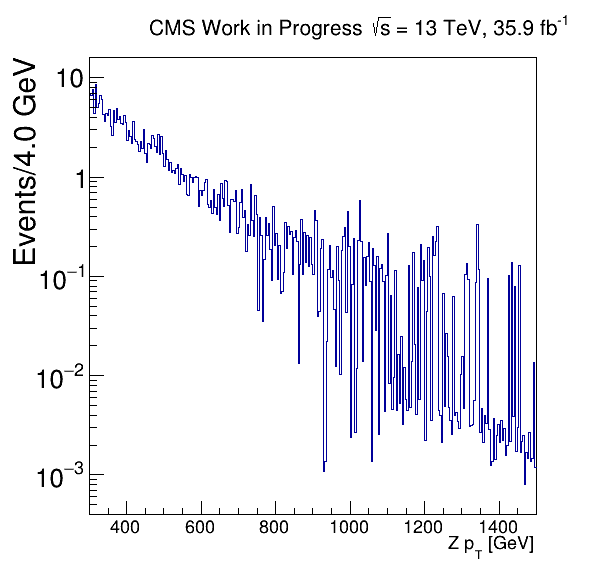 CMS Work in Progress √s = 13 TeV, 35.9 fb⁻¹
Events/4.0 GeV
10
1
10⁻¹
10⁻²
10⁻³
400 600 800 1000 1200 1400
Z p_T [GeV]